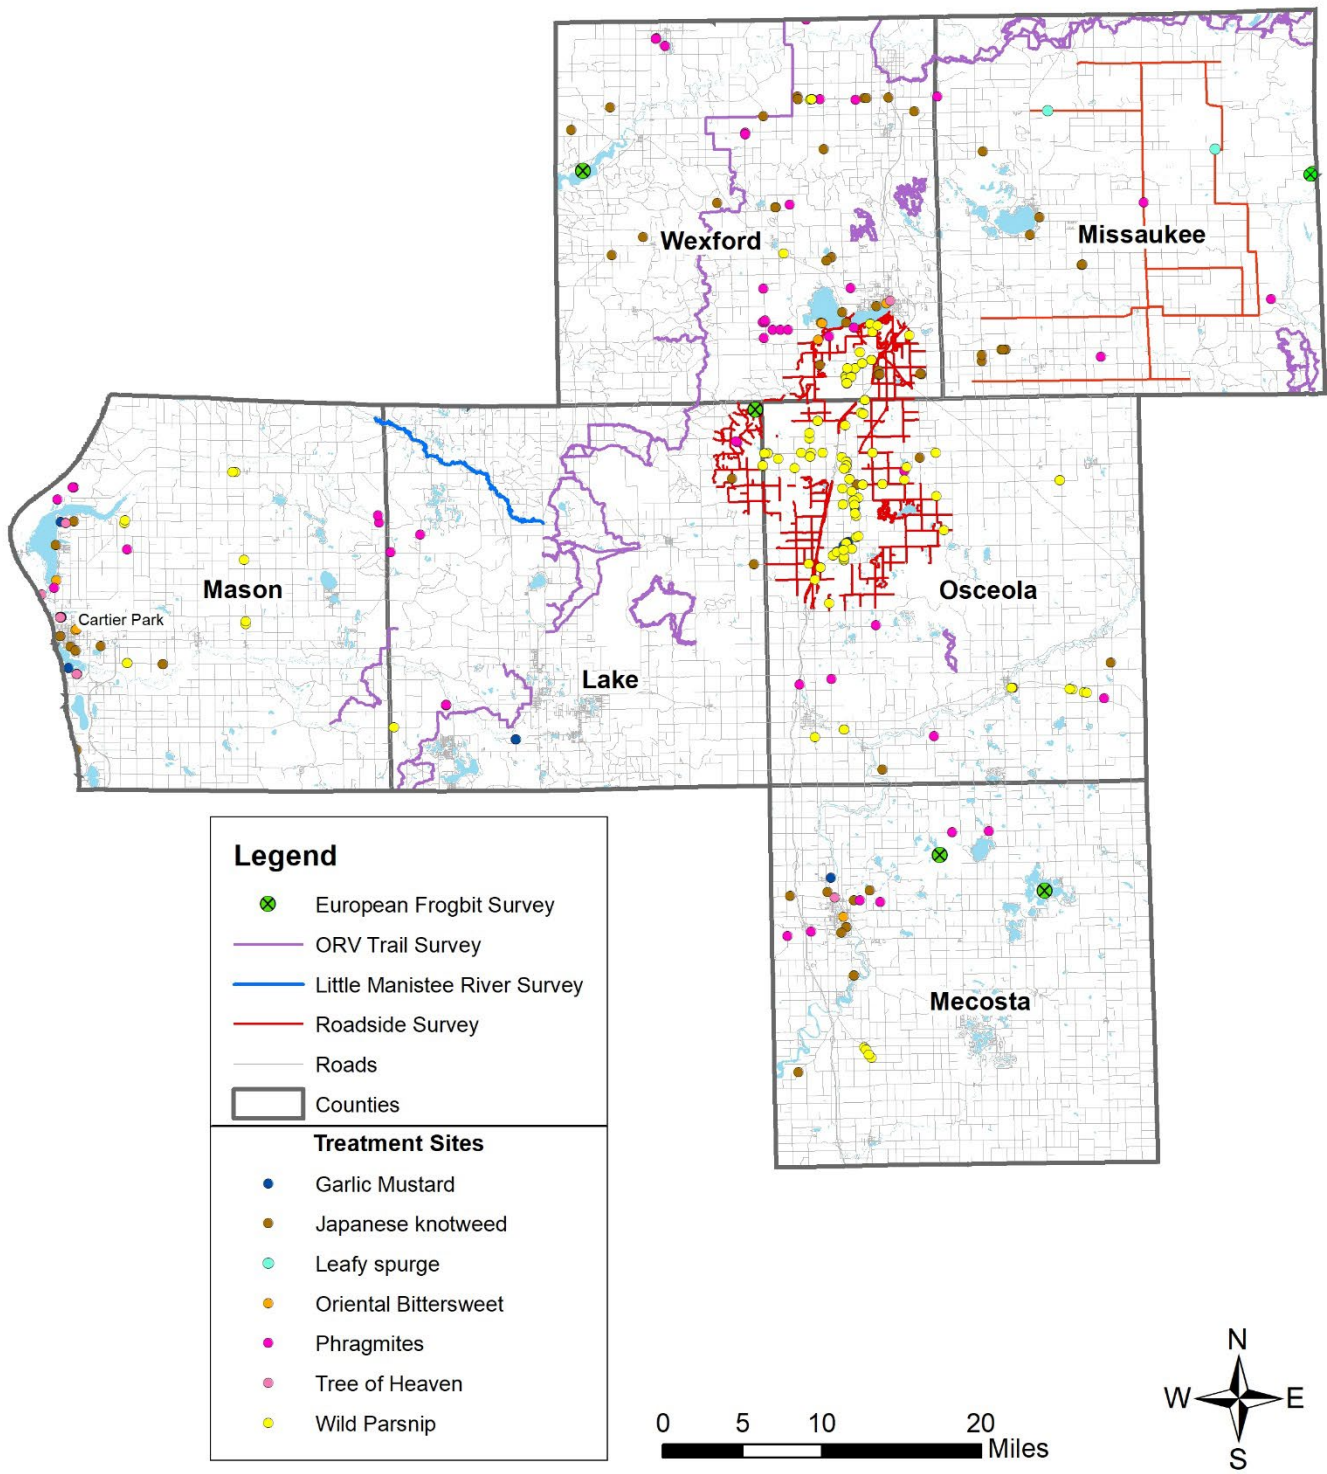 Wexford
Missaukee
Mason
Cartier Park
Lake
Osceola
Mecosta
Legend
European Frogbit Survey
ORV Trail Survey
Little Manistee River Survey
Roadside Survey
Roads
Counties
Treatment Sites
Garlic Mustard
Japanese knotweed
Leafy spurge
Oriental Bittersweet
Phragmites
Tree of Heaven
Wild Parsnip
0 5 10 20
Miles
N
W E
S